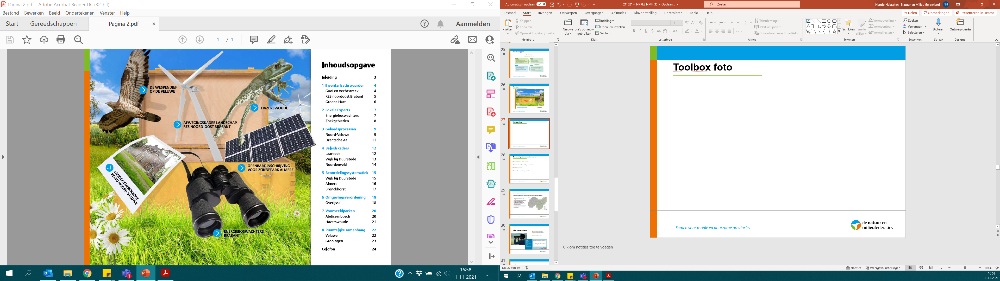 Pagina 2.pdf - Adobe Acrobat Reader DC (32-bit)
Bestand Bewerken Beeld Ondertekenen Venster Help
Start Gereedschappen Pagina 2.pdf × Aanmelden
1 / 1
DE WESPENDIEF
OP DE VELUWE
HAZERSWOUDE
AFWEGINGSKADER LANDSCHAP,
RES NOORD-OOST BRABANT
OPENBARE INSCHRIJVING
VOOR ZONNEPARK ALMERE
LANDGOEDERENZONE
REGIO NOORD-VELUWE
ENERGIEBOSWACHTERS
BRABANT
Inhoudsopgave
Inleiding 3
1 Inventarisatie waarden 4
Gooi en Vechtstreek 4
RES noordoost Brabant 5
Groene Hart 6
2 Lokale Experts 7
Energieboswachters 7
Zoekgebieden 8
3 Gebiedsprocessen 9
Noord-Veluwe 9
Drentsche Aa 11
4 Beleidskaders 12
Laarbeek 12
Wijk bij Duurstede 13
Noordenveld 14
5 Beoordelingssystematiek 15
Wijk bij Duurstede 15
Almere 16
Bronckhorst 17
6 Omgevingsverordening 18
Overijssel 18
7 Voorbeeldparken 20
Abdissenbosch 20
Hazerswoude 21
8 Ruimtelijke samenhang 22
Veluwe 22
Groningen 23
Colofon 24
16:58
1-11-2021
Automatisch opslaan 211021 - NPRES NMF (1) - Opslaan... Zoeken Nando Habraken | Natuur en Milieu Gelderland NH
Bestand Start Invoegen Ontwerpen Overgangen Animaties Diavoorstelling Controleren Beeld Help Delen Opmerkingen Presenteren in Teams
Plakken
Knippen
Kopiëren
Opmaak kopiëren/plakken
Klembord
Nieuwe dia
Dia's opnieuw gebruiken
Indeling
Opnieuw instellen
Sectie
Dia's
15
B I U S ab AV Aa
Lettertype
Tekstrichting
Tekst uitlijnen
Converteren naar SmartArt
Alinea
Schikken
Snelle stijlen
Vormopvulling
Vormcontour
Vormeffecten
Tekenen
Zoeken
Vervangen
Selecteren
Bewerken
Dicteren
Spraak
Ontwerpideeën
Designer
25
Processtappen
26
Toolbox
27
Toolbox foto
28
29
30
Inzet lokale experts
31
Toolbox foto
Samen voor mooie en duurzame provincies
de natuur en
milieufederaties
Klik om notities toe te voegen
Dia 27 van 39 Notities Weergave-instellingen 103%
16:58
1-11-2021